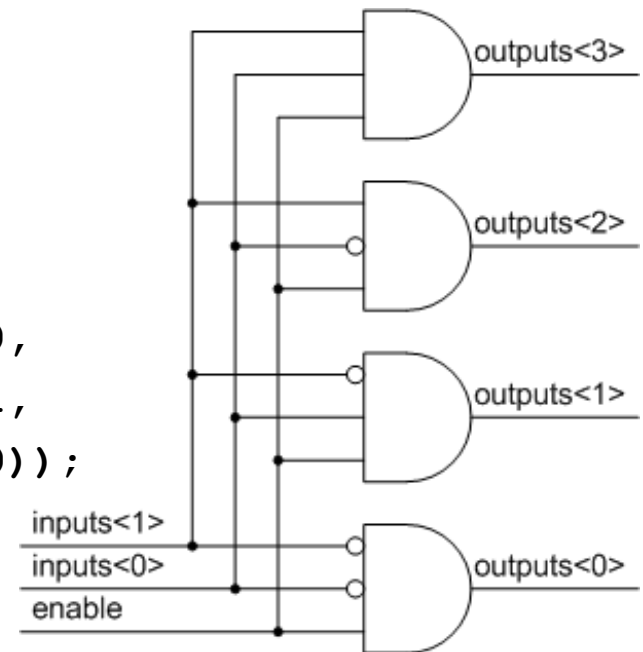 outputs<3>
outputs<2>
,
,
));
outputs<1>
inputs<1>
inputs<0>
outputs<0>
enable